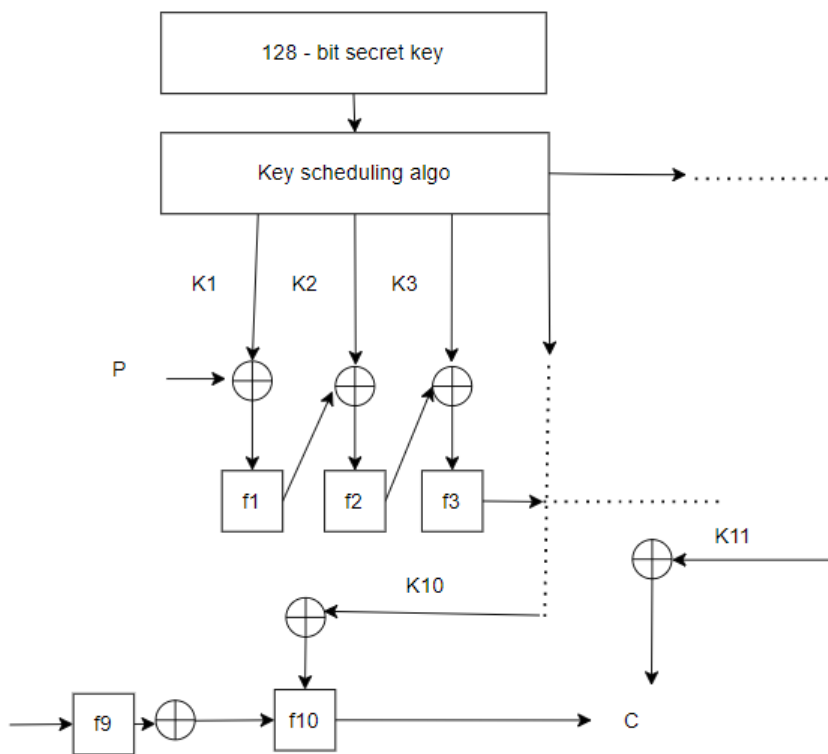 128 - bit secret key
Key scheduling algo
K1
K2
K3
P
f1
f2
f3
K11
K10
f9
f10
C